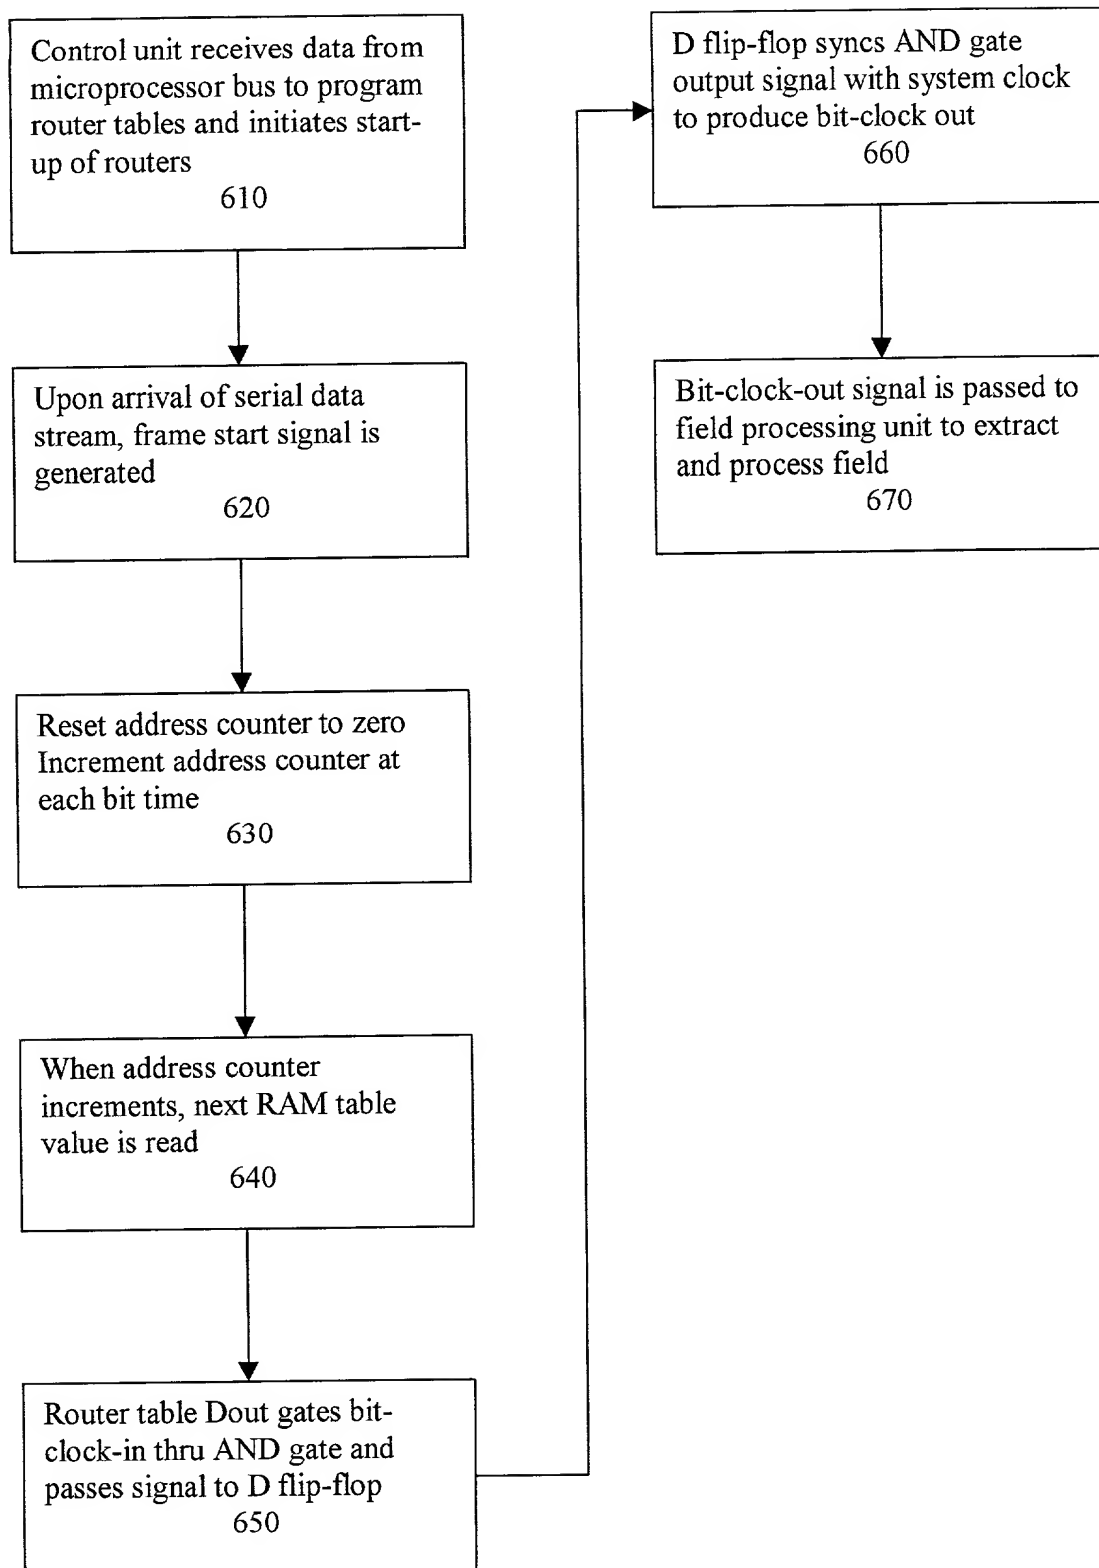 Control unit receives data from
microprocessor bus to program
router tables and initiates start-
up of routers
610
Upon arrival of serial data
stream, frame start signal is
generated
620
Reset address counter to zero
Increment address counter at
each bit time
630
When address counter
increments, next RAM table
value is read
640
Router table Dout gates bit-
clock-in thru AND gate and
passes signal to D flip-flop
650
D flip-flop syncs AND gate
output signal with system clock
to produce bit-clock out
660
Bit-clock-out signal is passed to
field processing unit to extract
and process field
670